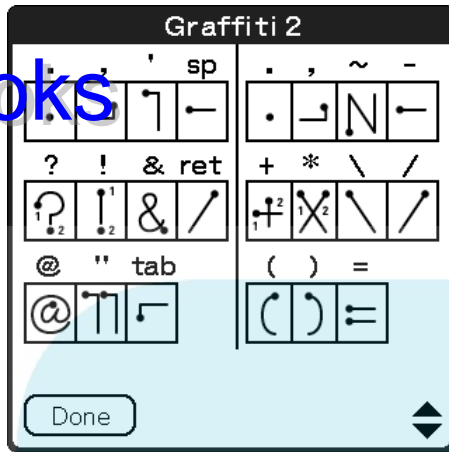 Graffiti 2
. , ' sp . , ~ -
oks
? ! & ret + * \ /
@ " tab ( ) =
Done